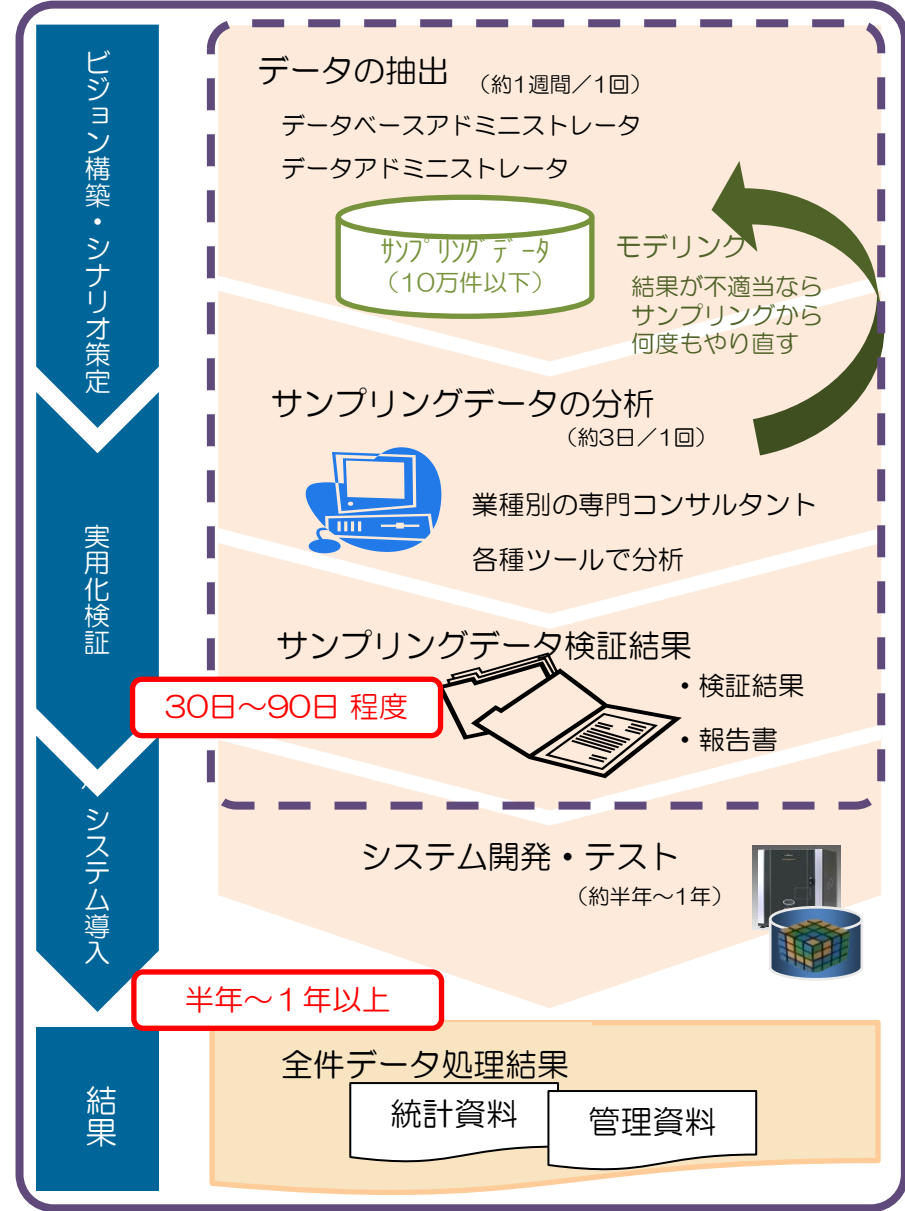 ビジョン構築・シナリオ策定
データの抽出 （約1週間／1回）
データベースアドミニストレータ
データアドミニストレータ
ｻﾝﾌﾟﾘﾝｸﾞﾃﾞｰﾀ
（10万件以下）
モデリング
結果が不適当なら
サンプリングから
何度もやり直す
サンプリングデータの分析
（約3日／1回）
業種別の専門コンサルタント
各種ツールで分析
実用化検証
サンプリングデータ検証結果
・検証結果
・報告書
30日～90日 程度
システム導入
システム開発・テスト
（約半年～1年）
半年～１年以上
結果
全件データ処理結果
統計資料
管理資料